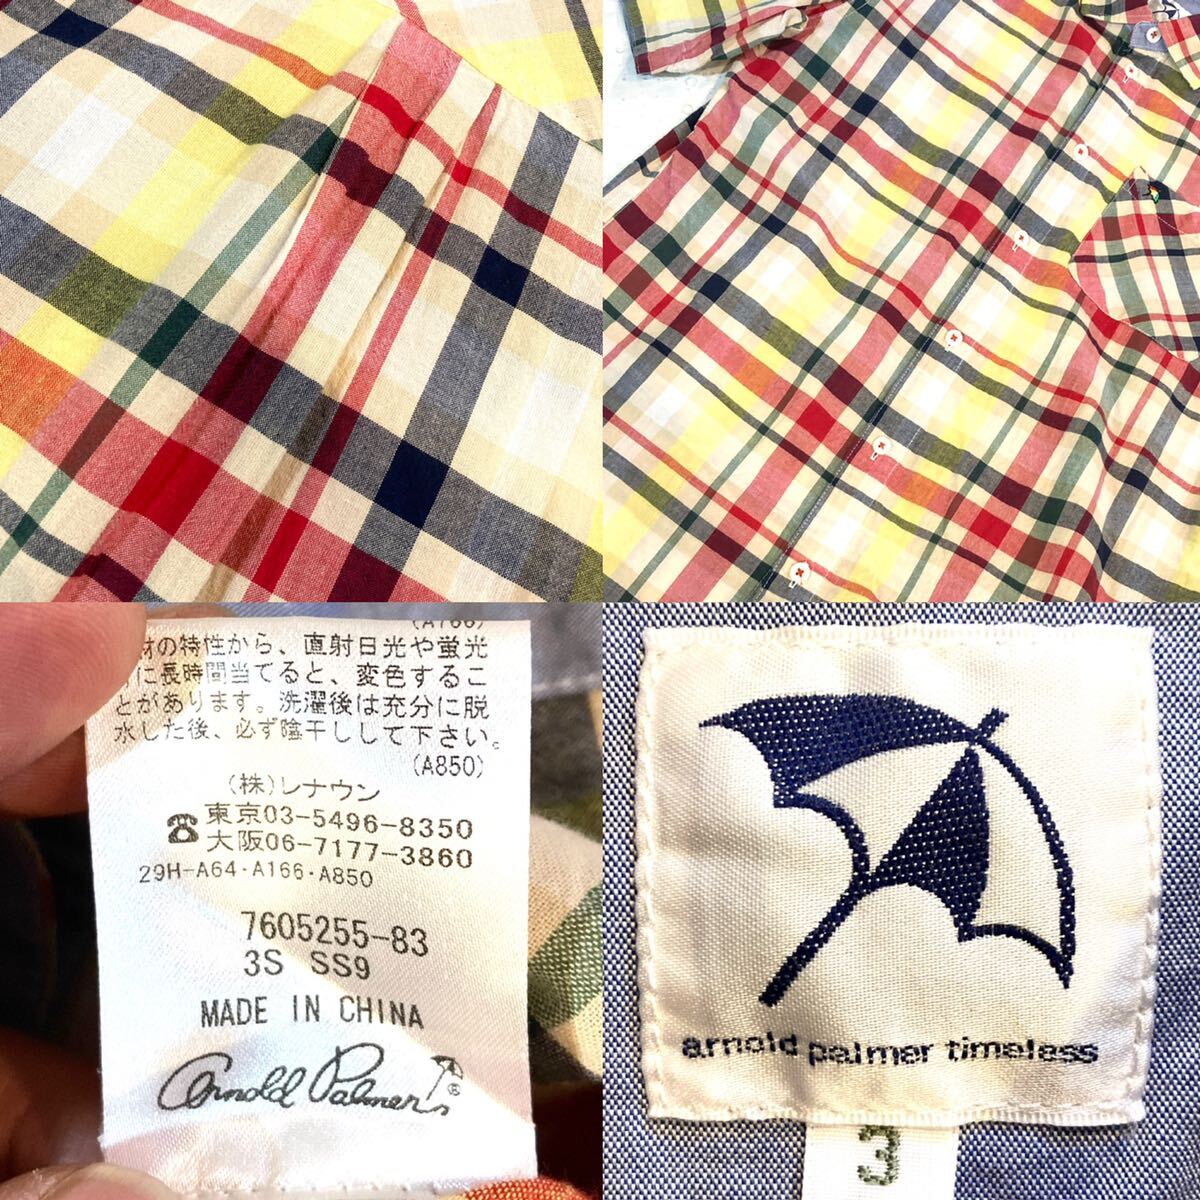 (A166)
材の特性から、直射日光や蛍光
に長時間当てると、変色するこ
とがあります。洗濯後は充分に脱
水した後、必ず陰干しして下さい。
(A850)
(株)レナウン
☎東京03-5496-8350
大阪06-7177-3860
29H-A64・A166・A850
7605255-83
3S SS9
MADE IN CHINA
Arnold Palmer®
arnold palmer timeless
3